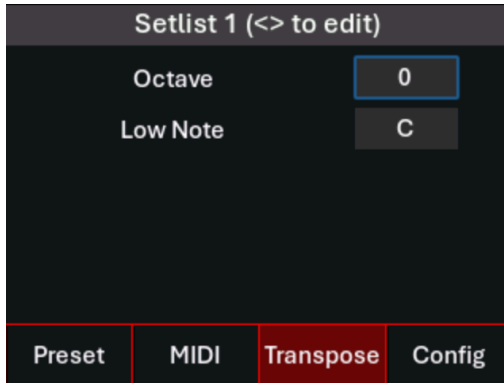 Setlist 1 (<> to edit)
Octave 0
Low Note C
Preset MIDI Transpose Config